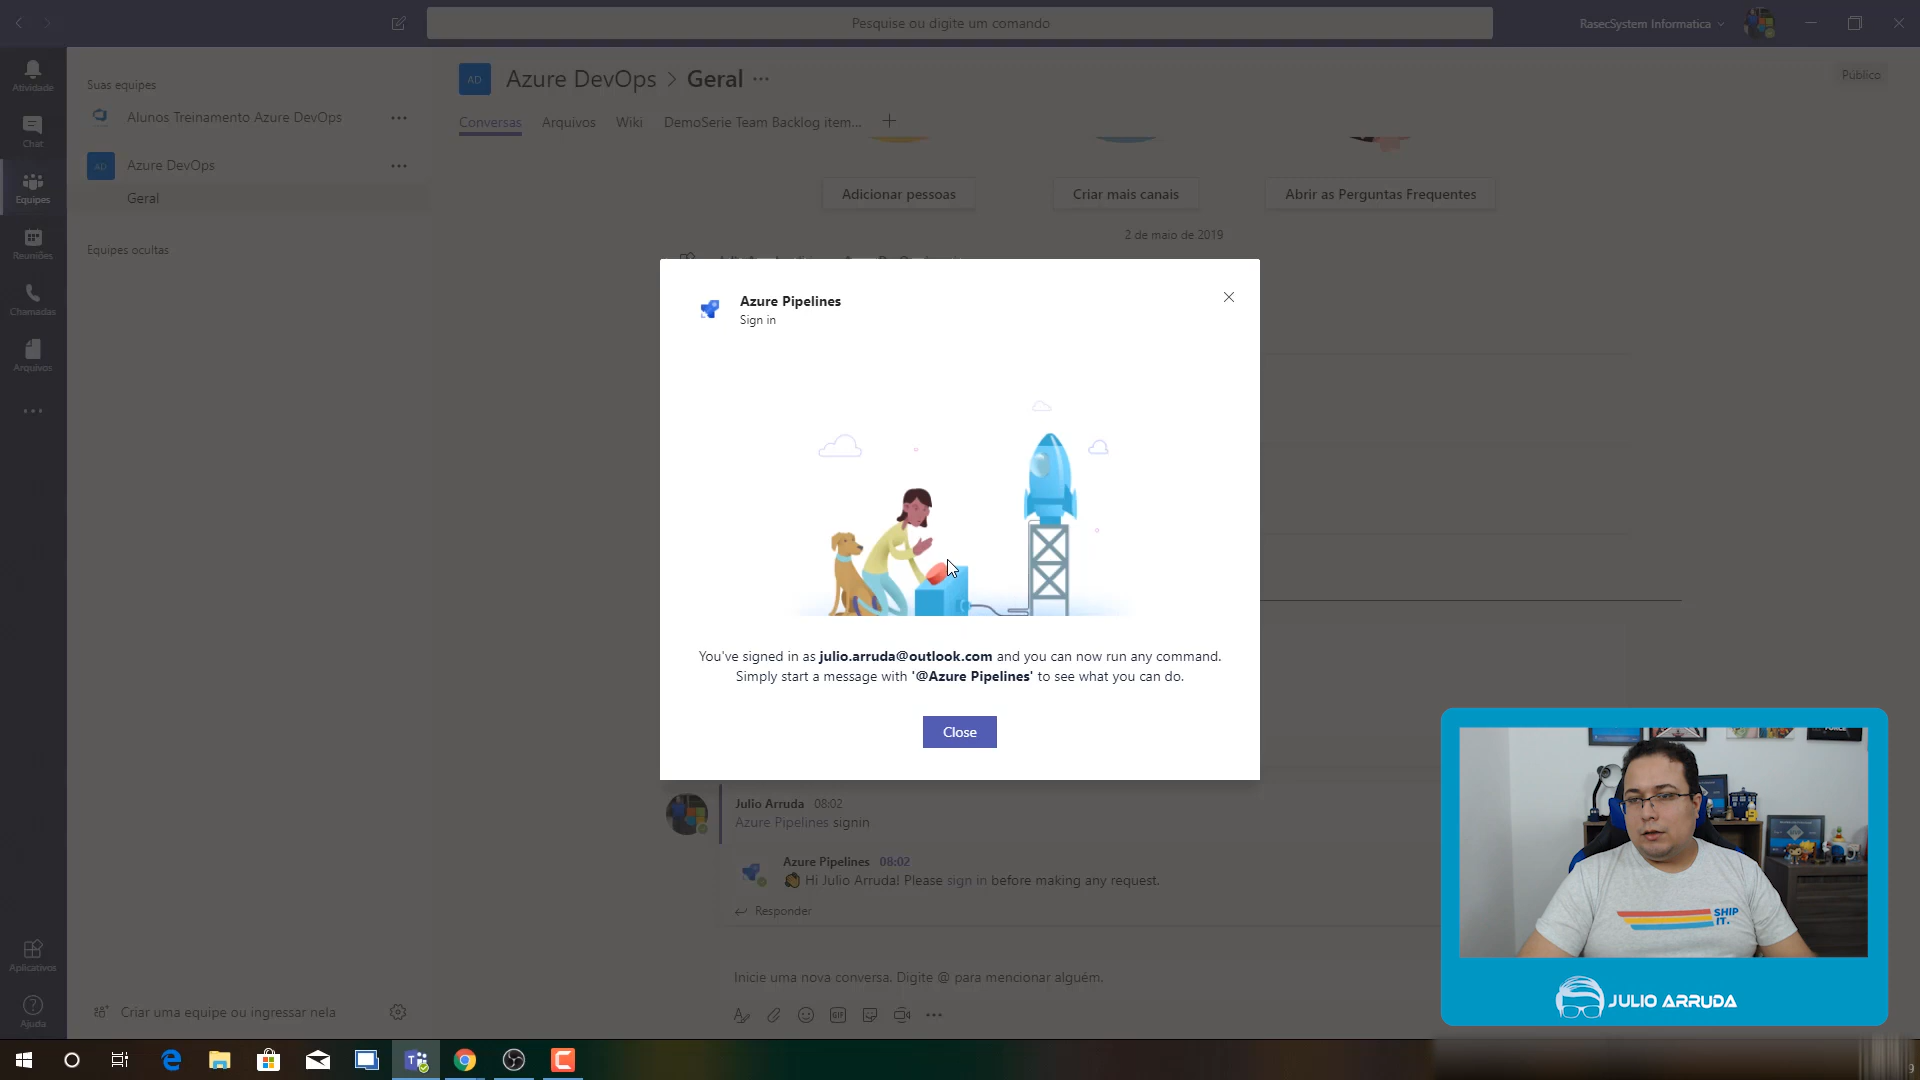 Pesquise ou digite um comando
RasecSystem Informatica
Atividade
Chat
Equipes
Reuniões
Chamadas
Arquivos
Aplicativos
Ajuda
Suas equipes
Alunos Treinamento Azure DevOps
AD
Azure DevOps
Geral
Equipes ocultas
Criar uma equipe ou ingressar nela
AD
Azure DevOps > Geral
Público
Conversas
Arquivos
Wiki
DemoSerie Team Backlog item...
Adicionar pessoas
Criar mais canais
Abrir as Perguntas Frequentes
2 de maio de 2019
Azure Pipelines
Sign in
You've signed in as julio.arruda@outlook.com and you can now run any command.
Simply start a message with '@Azure Pipelines' to see what you can do.
Close
Julio Arruda 08:02
Azure Pipelines signin
Azure Pipelines 08:02
Hi Julio Arruda! Please sign in before making any request.
Responder
Inicie uma nova conversa. Digite @ para mencionar alguém.
GIF
SHIP
IT.
JULIO ARRUDA